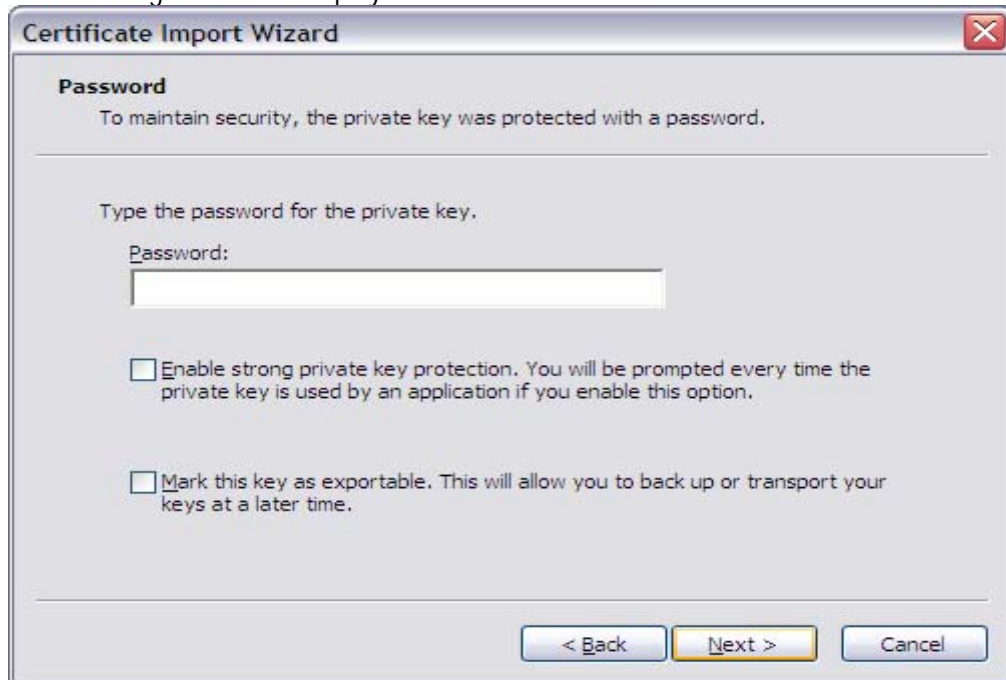 Certificate Import Wizard
Password
To maintain security, the private key was protected with a password.
Type the password for the private key.
Password:
Enable strong private key protection. You will be prompted every time the
private key is used by an application if you enable this option.
Mark this key as exportable. This will allow you to back up or transport your
keys at a later time.
< Back
Next >
Cancel